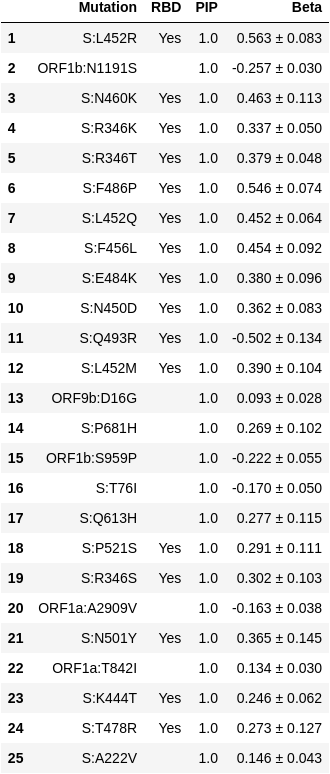 Mutation RBD PIP Beta
1 S:L452R Yes 1.0 0.563 ± 0.083
2 ORF1b:N1191S 1.0 -0.257 ± 0.030
3 S:N460K Yes 1.0 0.463 ± 0.113
4 S:R346K Yes 1.0 0.337 ± 0.050
5 S:R346T Yes 1.0 0.379 ± 0.048
6 S:F486P Yes 1.0 0.546 ± 0.074
7 S:L452Q Yes 1.0 0.452 ± 0.064
8 S:F456L Yes 1.0 0.454 ± 0.092
9 S:E484K Yes 1.0 0.380 ± 0.096
10 S:N450D Yes 1.0 0.362 ± 0.083
11 S:Q493R Yes 1.0 -0.502 ± 0.134
12 S:L452M Yes 1.0 0.390 ± 0.104
13 ORF9b:D16G 1.0 0.093 ± 0.028
14 S:P681H 1.0 0.269 ± 0.102
15 ORF1b:S959P 1.0 -0.222 ± 0.055
16 S:T76I 1.0 -0.170 ± 0.050
17 S:Q613H 1.0 0.277 ± 0.115
18 S:P521S Yes 1.0 0.291 ± 0.111
19 S:R346S Yes 1.0 0.302 ± 0.103
20 ORF1a:A2909V 1.0 -0.163 ± 0.038
21 S:N501Y Yes 1.0 0.365 ± 0.145
22 ORF1a:T842I 1.0 0.134 ± 0.030
23 S:K444T Yes 1.0 0.246 ± 0.062
24 S:T478R Yes 1.0 0.273 ± 0.127
25 S:A222V 1.0 0.146 ± 0.043